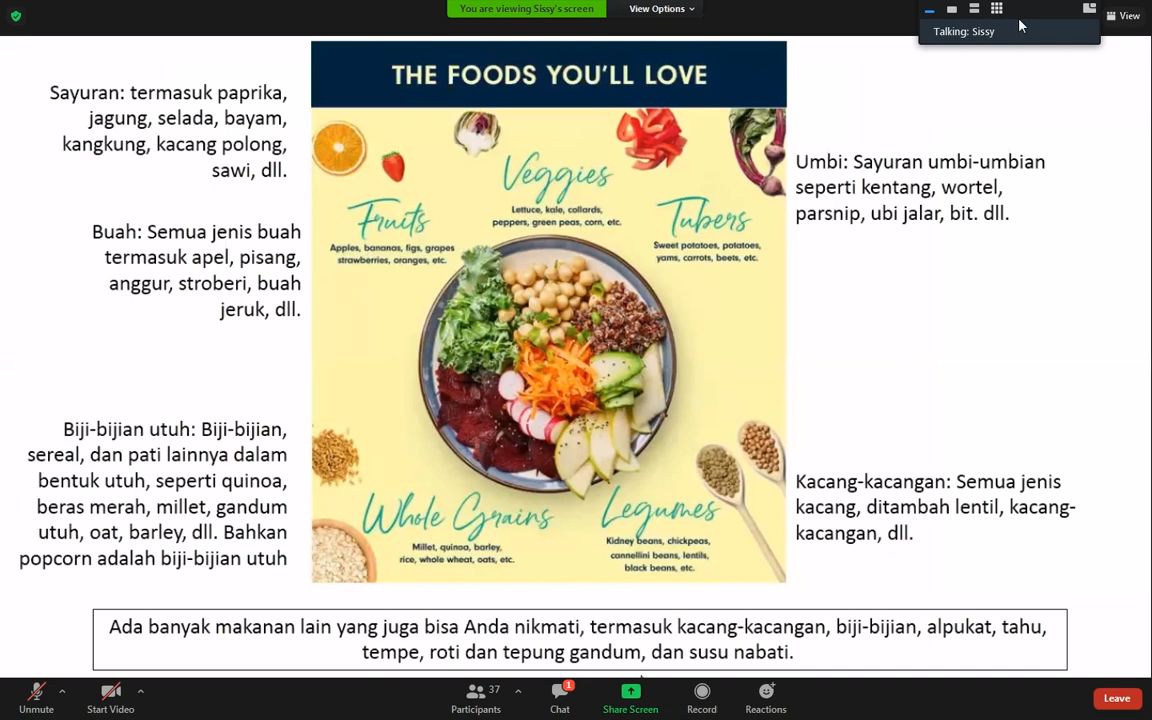 You are viewing Sissy's screen
View Options
View
Talking: Sissy
THE FOODS YOU'LL LOVE
Sayuran: termasuk paprika,
jagung, selada, bayam,
kangkung, kacang polong,
sawi, dll.
Buah: Semua jenis buah
termasuk apel, pisang,
anggur, stroberi, buah
jeruk, dll.
Biji-bijian utuh: Biji-bijian,
sereal, dan pati lainnya dalam
bentuk utuh, seperti quinoa,
beras merah, millet, gandum
utuh, oat, barley, dll. Bahkan
popcorn adalah biji-bijian utuh
Veggies
Lettuce, kale, collards,
peppers, green peas, corn, etc.
Fruits
Apples, bananas, figs, grapes
strawberries, oranges, etc.
Tubers
Sweet potatoes, potatoes,
yams, carrots, beets, etc.
Whole Grains
Millet, quinoa, barley,
rice, whole wheat, oats, etc.
Legumes
Kidney beans, chickpeas,
cannellini beans, lentils,
black beans, etc.
Umbi: Sayuran umbi-umbian
seperti kentang, wortel,
parsnip, ubi jalar, bit. dll.
Kacang-kacangan: Semua jenis
kacang, ditambah lentil, kacang-
kacangan, dll.
Ada banyak makanan lain yang juga bisa Anda nikmati, termasuk kacang-kacangan, biji-bijian, alpukat, tahu,
tempe, roti dan tepung gandum, dan susu nabati.
Unmute
Start Video
37
Participants
1
Chat
Share Screen
Record
Reactions
Leave